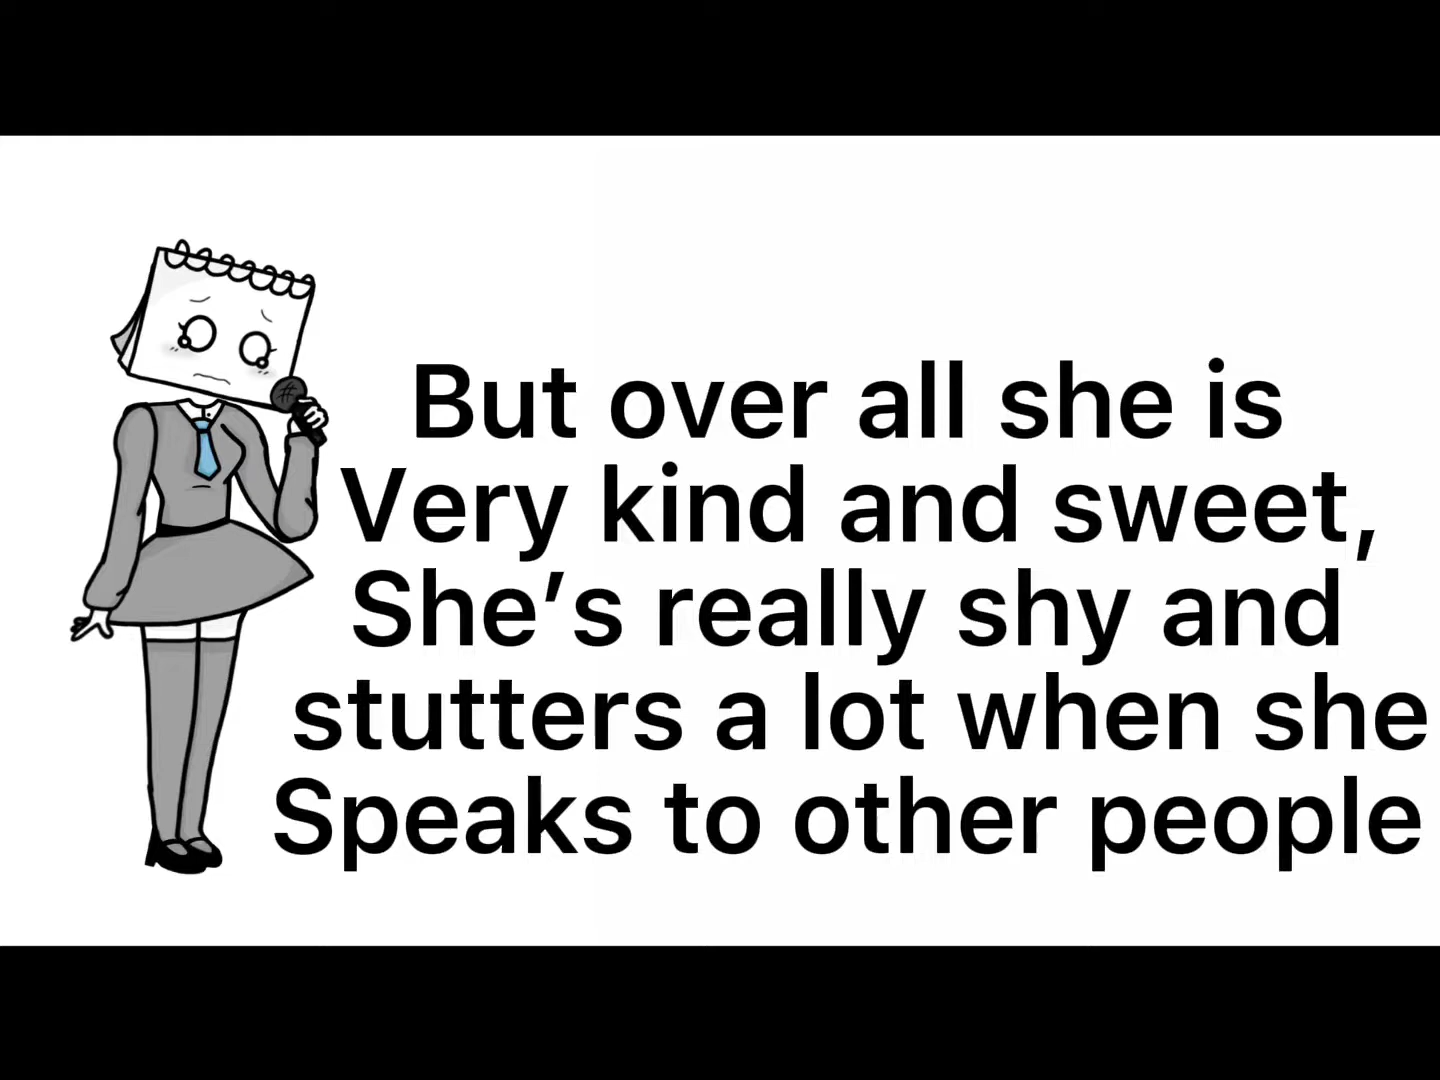 But over all she is
Very kind and sweet,
She’s really shy and
stutters a lot when she
Speaks to other people